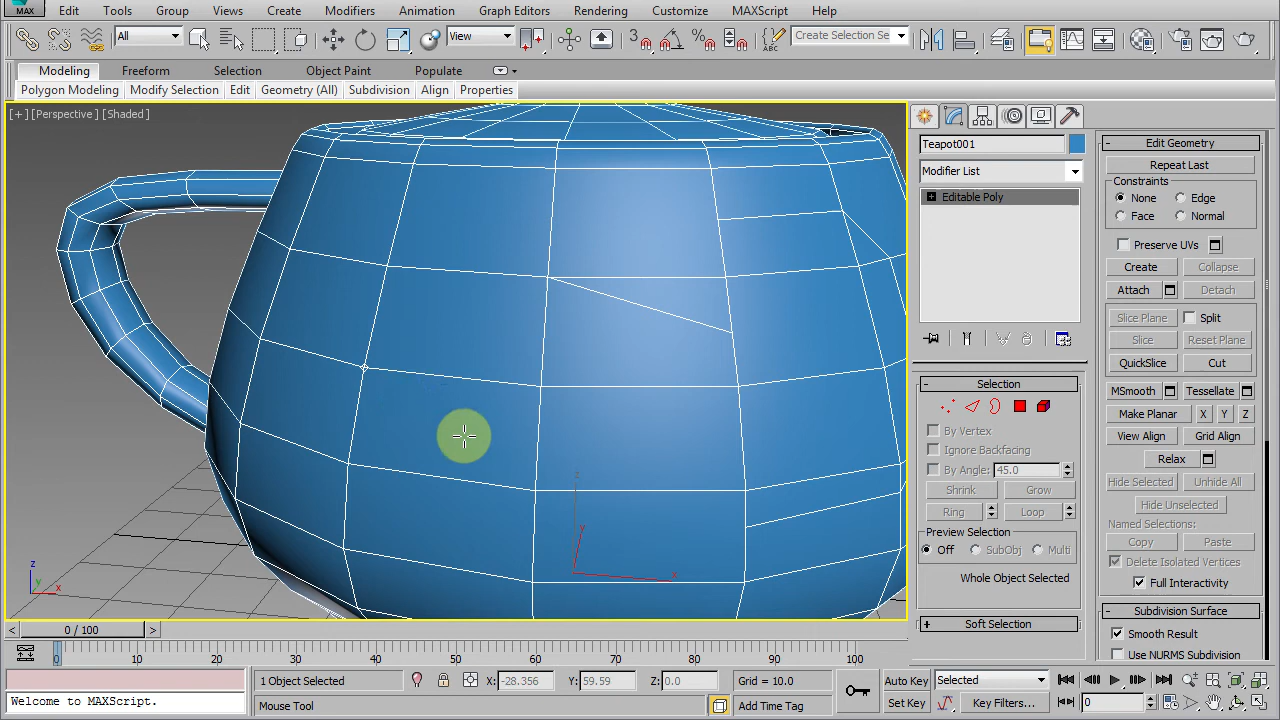 MAX
Edit Tools Group Views Create Modifiers Animation Graph Editors Rendering Customize MAXScript Help
All View 3 % ABC Create Selection Se
Modeling Freeform Selection Object Paint Populate
Polygon Modeling Modify Selection Edit Geometry (All) Subdivision Align Properties
[+] [Perspective] [Shaded]
z
y
x
z
y
x
Teapot001
Modifier List
Editable Poly
Selection
By Vertex
Ignore Backfacing
By Angle: 45.0
Shrink Grow
Ring Loop
Preview Selection
Off SubObj Multi
Whole Object Selected
Soft Selection
Edit Geometry
Repeat Last
Constraints
None Edge
Face Normal
Preserve UVs
Create Collapse
Attach Detach
Slice Plane Split
Slice Reset Plane
QuickSlice Cut
MSmooth Tessellate
Make Planar X Y Z
View Align Grid Align
Relax
Hide Selected Unhide All
Hide Unselected
Named Selections:
Copy Paste
Delete Isolated Vertices
Full Interactivity
Subdivision Surface
Smooth Result
Use NURMS Subdivision
< 0 / 100 >
0 10 20 30 40 50 60 70 80 90 100
1 Object Selected X: -28.356 Y: 59.59 Z: 0.0 Grid = 10.0 Auto Key Selected
Welcome to MAXScript. Mouse Tool Add Time Tag Set Key Key Filters... 0